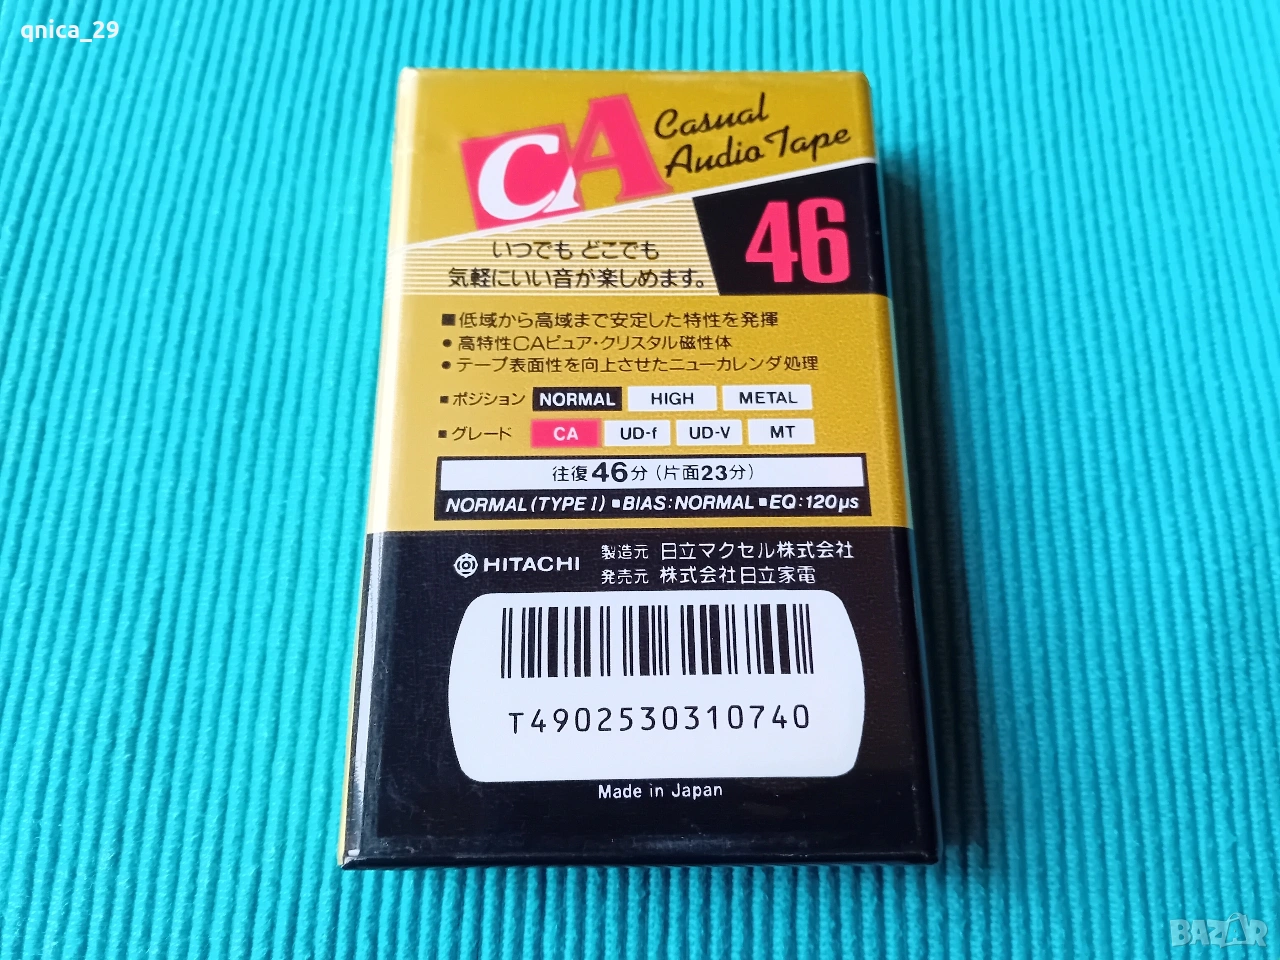 qnica_29
CA
Casual
Audio Tape
46
いつでも どこでも
気軽にいい音が楽しめます。
■低域から高域まで安定した特性を発揮
●高特性CAピュア・クリスタル磁性体
●テープ表面性を向上させたニューカレンダ処理
■ポジション NORMAL HIGH METAL
■グレード CA UD-f UD-V MT
往復46分(片面23分)
NORMAL(TYPE I)■BIAS:NORMAL■EQ:120μs
HITACHI
製造元 日立マクセル株式会社
発売元 株式会社日立家電
T4902530310740
Made in Japan
BAZAR